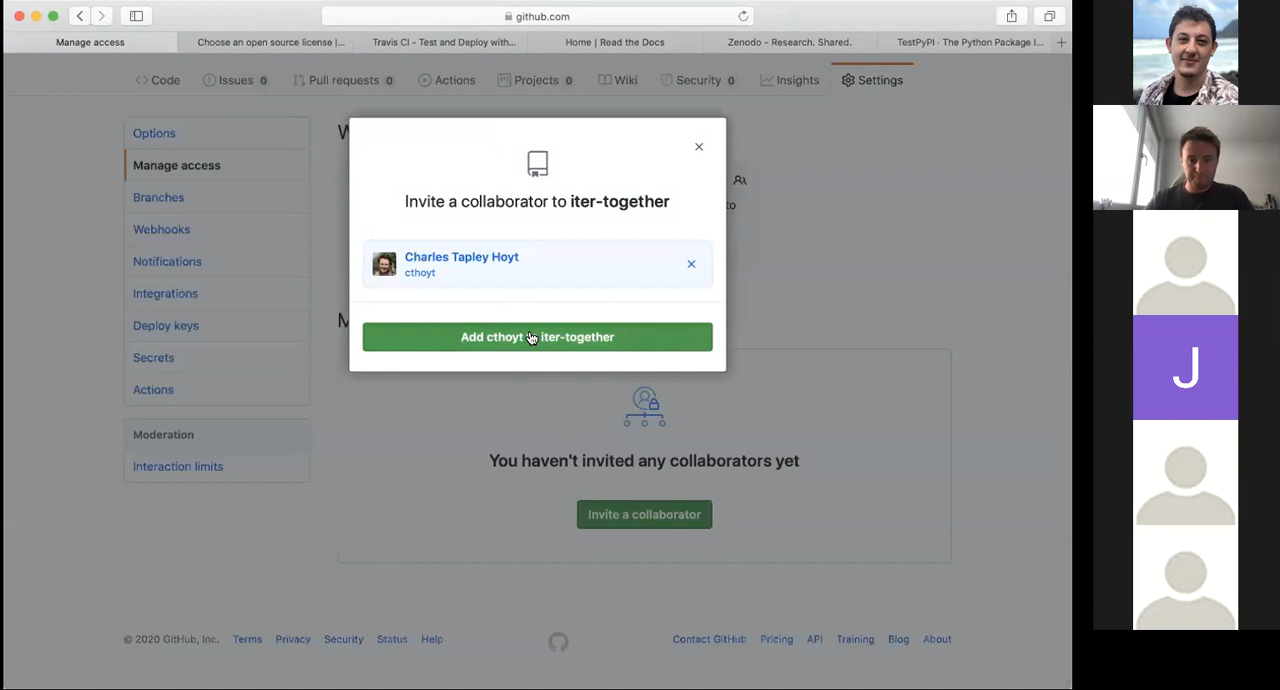 github.com
Manage access
Choose an open source license |...
Travis CI - Test and Deploy with...
Home | Read the Docs
Zenodo - Research. Shared.
TestPyPI · The Python Package I...
Code
Issues 0
Pull requests 0
Actions
Projects 0
Wiki
Security 0
Insights
Settings
Options
Manage access
Branches
Webhooks
Notifications
Integrations
Deploy keys
Secrets
Actions
Moderation
Interaction limits
W
to
M
Invite a collaborator to iter-together
Charles Tapley Hoyt
cthoyt
Add cthoyt iter-together
You haven't invited any collaborators yet
Invite a collaborator
© 2020 GitHub, Inc.
Terms
Privacy
Security
Status
Help
Contact GitHub
Pricing
API
Training
Blog
About
J